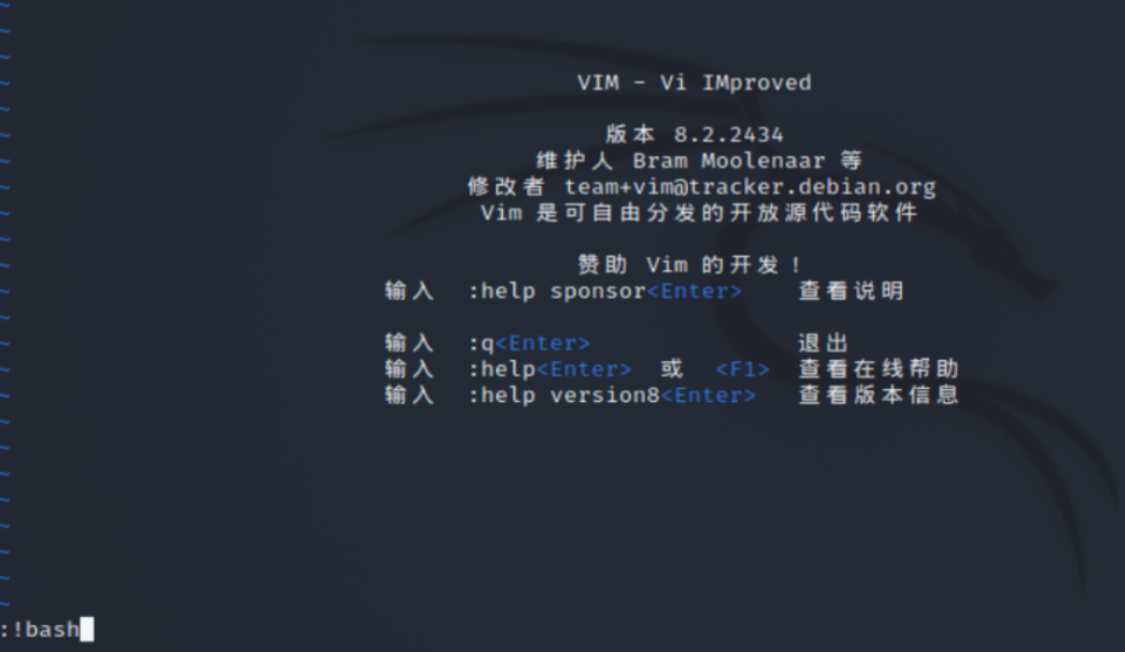 ~
~
~
VIM - Vi IMproved
~
~
版本 8.2.2434
~
维护人 Bram Moolenaar 等
~
修改者 team+vim@tracker.debian.org
~
Vim 是可自由分发的开放源代码软件
~
~
赞助 Vim 的开发！
~
输入 :help sponsor<Enter> 查看说明
~
~
输入 :q<Enter> 退出
~
输入 :help<Enter> 或 <F1> 查看在线帮助
~
输入 :help version8<Enter> 查看版本信息
~
~
~
~
~
~
~
~
:!bash